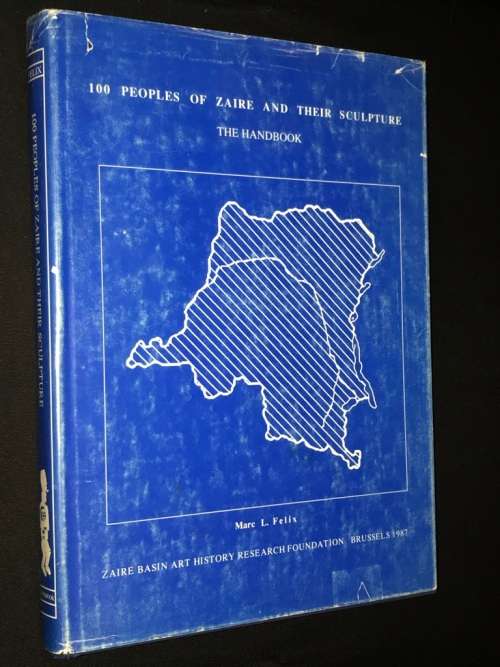 100 PEOPLES OF ZAIRE AND THEIR SCULPTURE
THE HANDBOOK
Marc L. Felix
ZAIRE BASIN ART HISTORY RESEARCH FOUNDATION BRUSSELS 1987
FELIX
100 PEOPLES OF ZAIRE AND THEIR SCULPTURE